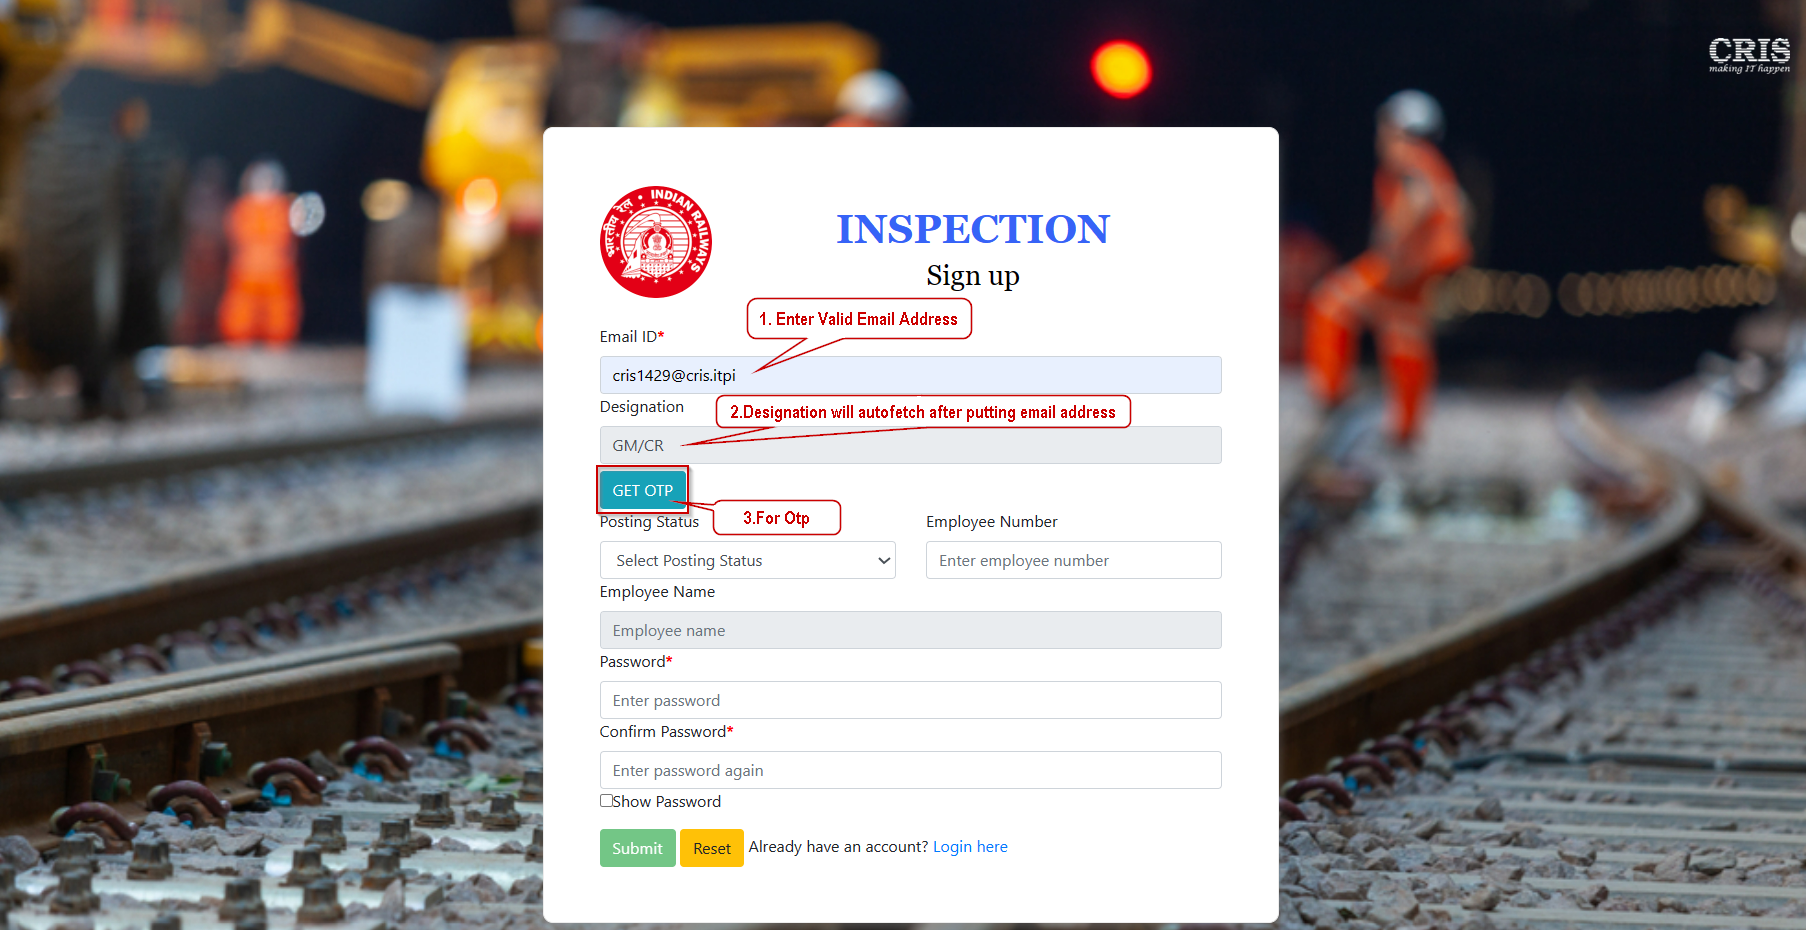 CRIS
making IT happen
भारतीय रेल • INDIAN RAILWAYS
INSPECTION
Sign up
1. Enter Valid Email Address
Email ID*
cris1429@cris.itpi
Designation
2.Designation will autofetch after putting email address
GM/CR
GET OTP
3.For Otp
Posting Status
Employee Number
Select Posting Status
Enter employee number
Employee Name
Employee name
Password*
Enter password
Confirm Password*
Enter password again
Show Password
Submit Reset Already have an account? Login here